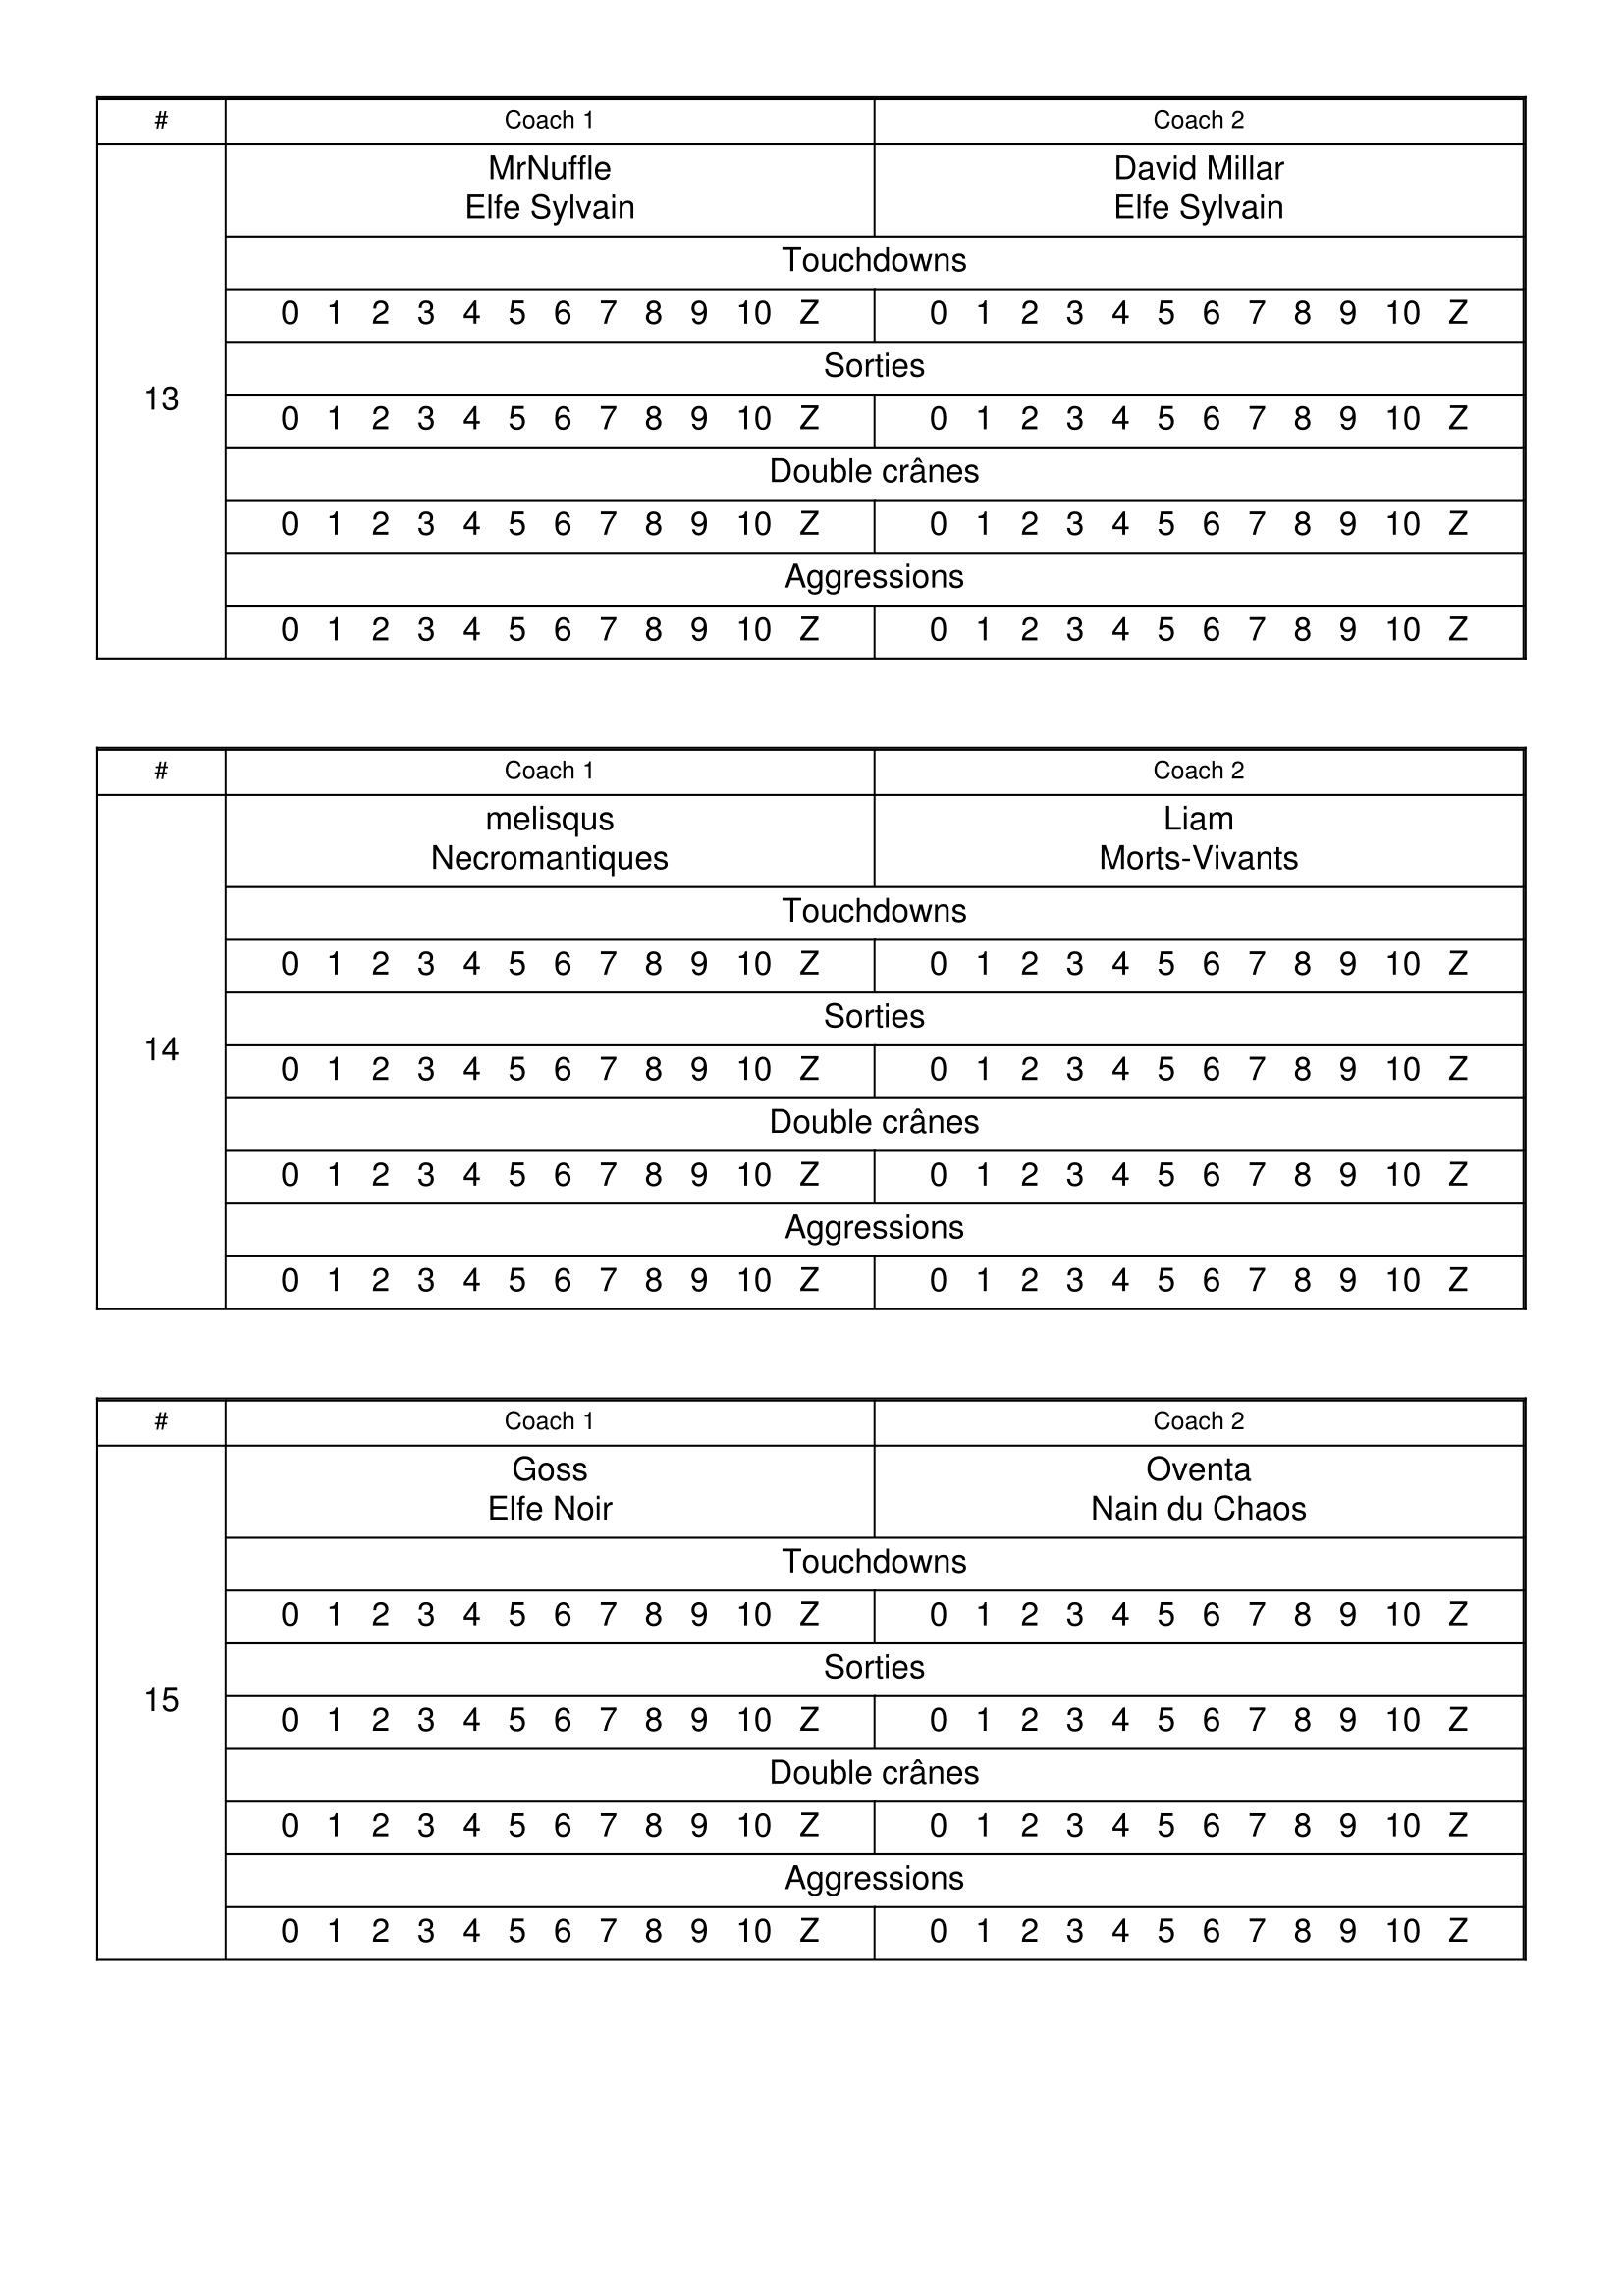 # Coach 1 Coach 2
MrNuffle David Millar
Elfe Sylvain Elfe Sylvain
Touchdowns
0 1 2 3 4 5 6 7 8 9 10 Z 0 1 2 3 4 5 6 7 8 9 10 Z
Sorties
13
0 1 2 3 4 5 6 7 8 9 10 Z 0 1 2 3 4 5 6 7 8 9 10 Z
Double crânes
0 1 2 3 4 5 6 7 8 9 10 Z 0 1 2 3 4 5 6 7 8 9 10 Z
Aggressions
0 1 2 3 4 5 6 7 8 9 10 Z 0 1 2 3 4 5 6 7 8 9 10 Z
# Coach 1 Coach 2
melisqus Liam
Necromantiques Morts-Vivants
Touchdowns
0 1 2 3 4 5 6 7 8 9 10 Z 0 1 2 3 4 5 6 7 8 9 10 Z
Sorties
14
0 1 2 3 4 5 6 7 8 9 10 Z 0 1 2 3 4 5 6 7 8 9 10 Z
Double crânes
0 1 2 3 4 5 6 7 8 9 10 Z 0 1 2 3 4 5 6 7 8 9 10 Z
Aggressions
0 1 2 3 4 5 6 7 8 9 10 Z 0 1 2 3 4 5 6 7 8 9 10 Z
# Coach 1 Coach 2
Goss Oventa
Elfe Noir Nain du Chaos
Touchdowns
0 1 2 3 4 5 6 7 8 9 10 Z 0 1 2 3 4 5 6 7 8 9 10 Z
Sorties
15
0 1 2 3 4 5 6 7 8 9 10 Z 0 1 2 3 4 5 6 7 8 9 10 Z
Double crânes
0 1 2 3 4 5 6 7 8 9 10 Z 0 1 2 3 4 5 6 7 8 9 10 Z
Aggressions
0 1 2 3 4 5 6 7 8 9 10 Z 0 1 2 3 4 5 6 7 8 9 10 Z